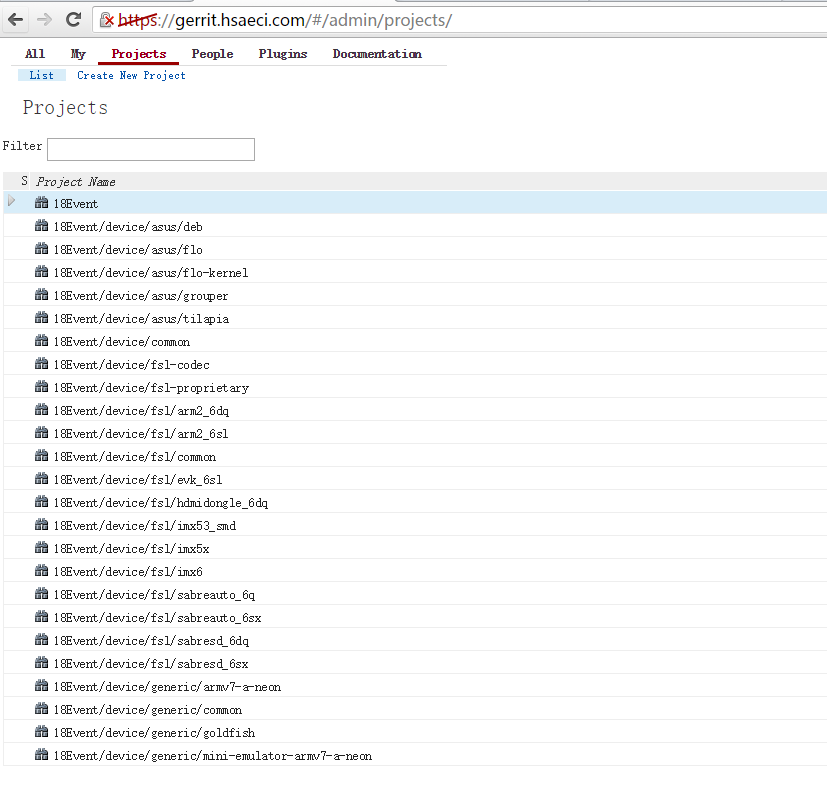 https://gerrit.hsaeci.com/#/admin/projects/
All My Projects People Plugins Documentation
List Create New Project
Projects
Filter
S Project Name
18Event
18Event/device/asus/deb
18Event/device/asus/flo
18Event/device/asus/flo-kernel
18Event/device/asus/grouper
18Event/device/asus/tilapia
18Event/device/common
18Event/device/fsl-codec
18Event/device/fsl-proprietary
18Event/device/fsl/arm2_6dq
18Event/device/fsl/arm2_6sl
18Event/device/fsl/common
18Event/device/fsl/evk_6sl
18Event/device/fsl/hdmidongle_6dq
18Event/device/fsl/imx53_smd
18Event/device/fsl/imx5x
18Event/device/fsl/imx6
18Event/device/fsl/sabreauto_6q
18Event/device/fsl/sabreauto_6sx
18Event/device/fsl/sabresd_6dq
18Event/device/fsl/sabresd_6sx
18Event/device/generic/armv7-a-neon
18Event/device/generic/common
18Event/device/generic/goldfish
18Event/device/generic/mini-emulator-armv7-a-neon